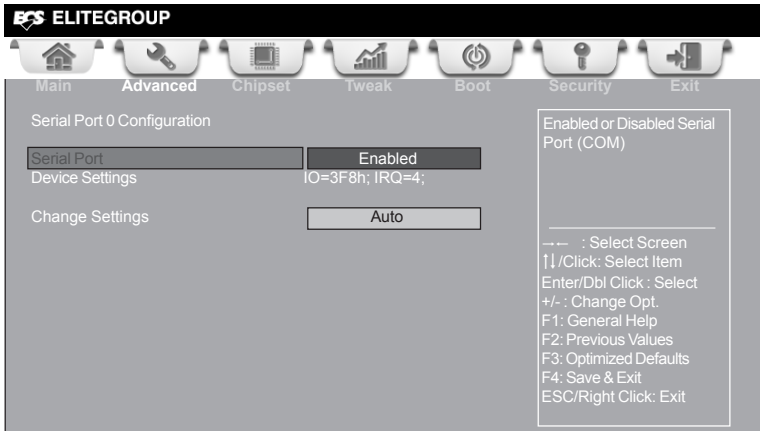 ECS ELITEGROUP
Main Advanced Chipset Tweak Boot Security Exit
Serial Port 0 Configuration
Serial Port Enabled
Device Settings IO=3F8h; IRQ=4;
Change Settings Auto
Enabled or Disabled Serial
Port (COM)
→← : Select Screen
↑↓/Click: Select Item
Enter/Dbl Click : Select
+/- : Change Opt.
F1: General Help
F2: Previous Values
F3: Optimized Defaults
F4: Save & Exit
ESC/Right Click: Exit